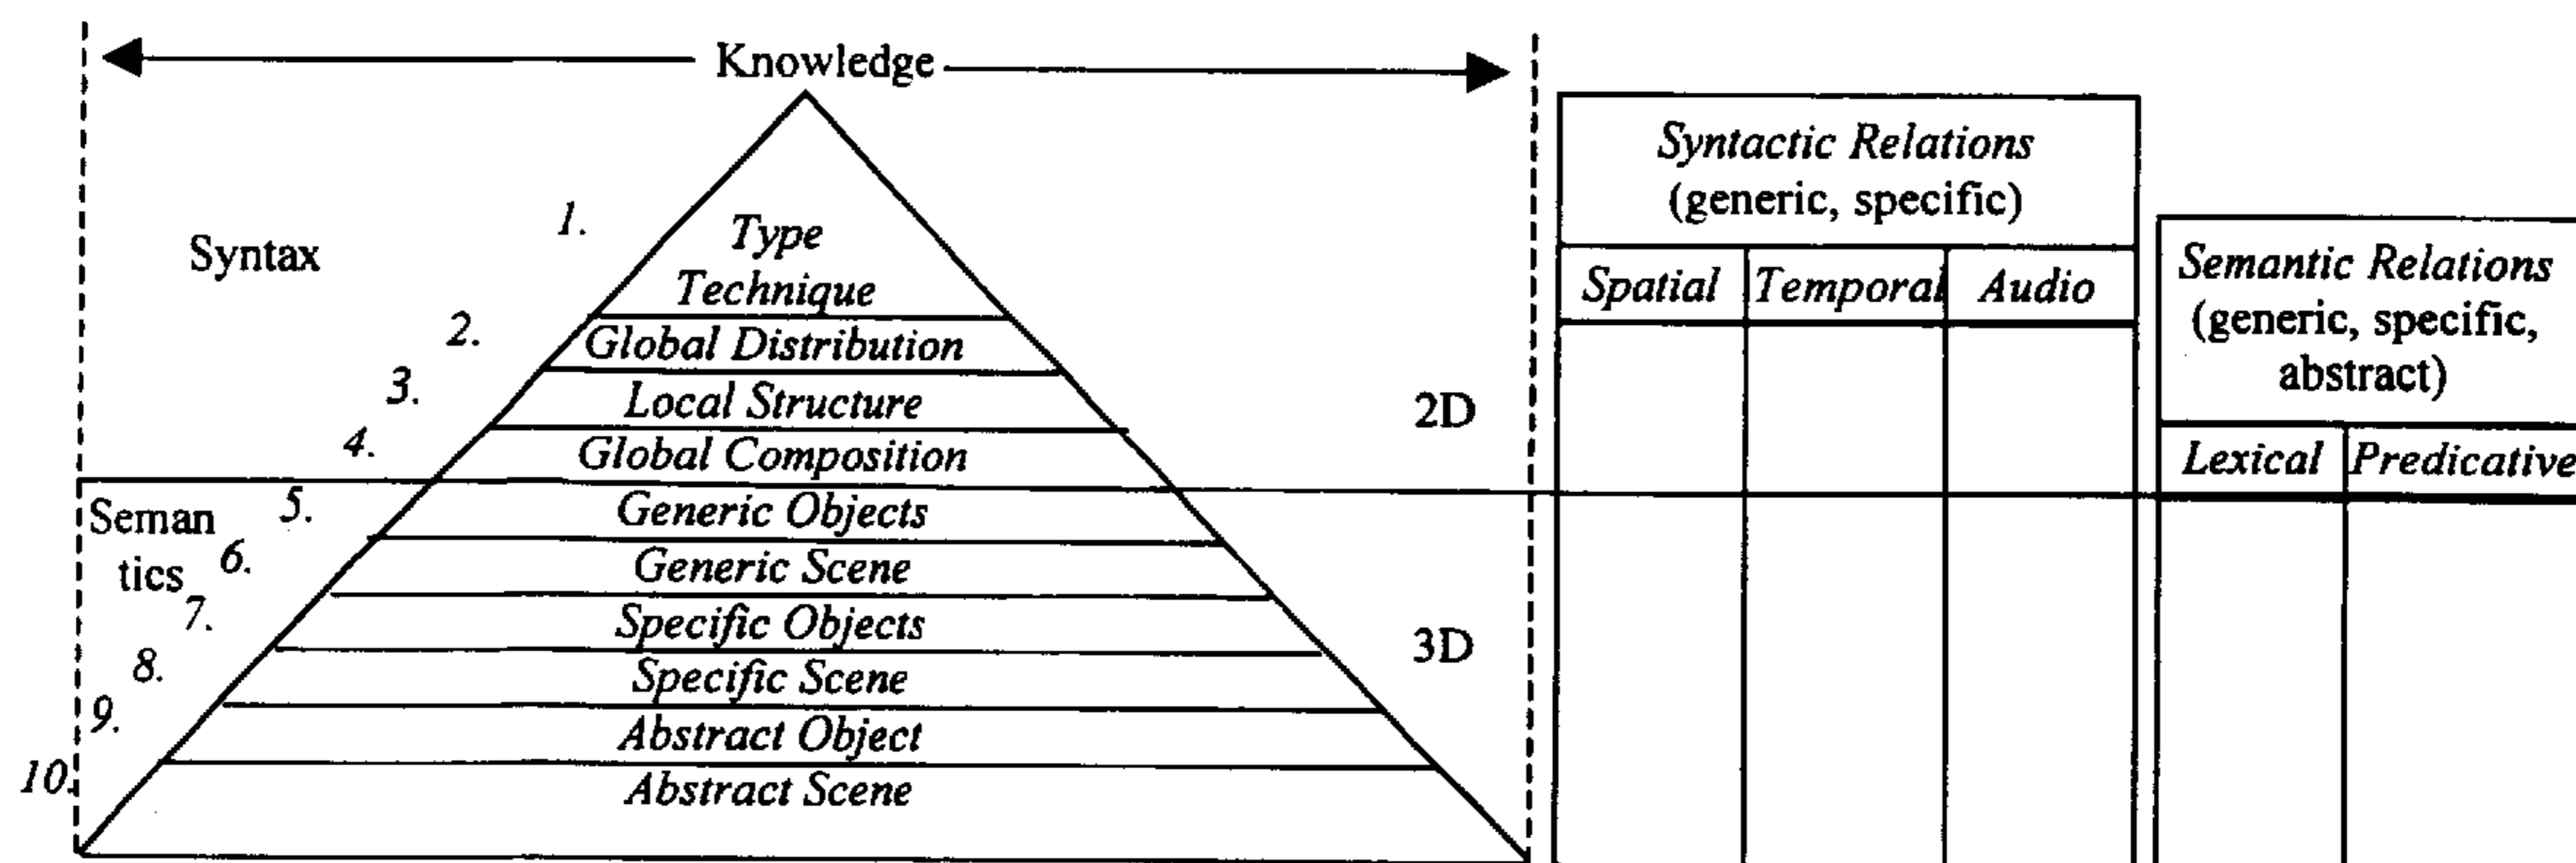 Knowledge
Syntax
1.
Type
Technique
2.
Global Distribution
3.
Local Structure
4.
Global Composition
2D
Seman
tics
5.
Generic Objects
6.
Generic Scene
7.
Specific Objects
8.
Specific Scene
9.
Abstract Object
10.
Abstract Scene
3D
Syntactic Relations
(generic, specific)
Spatial Temporal Audio
Semantic Relations
(generic, specific,
abstract)
Lexical Predicative